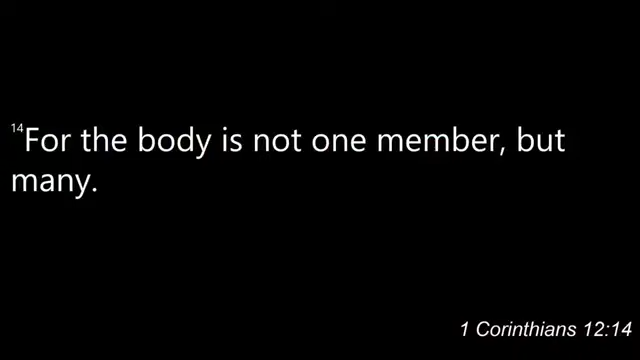 14For the body is not one member, but
many.
1 Corinthians 12:14